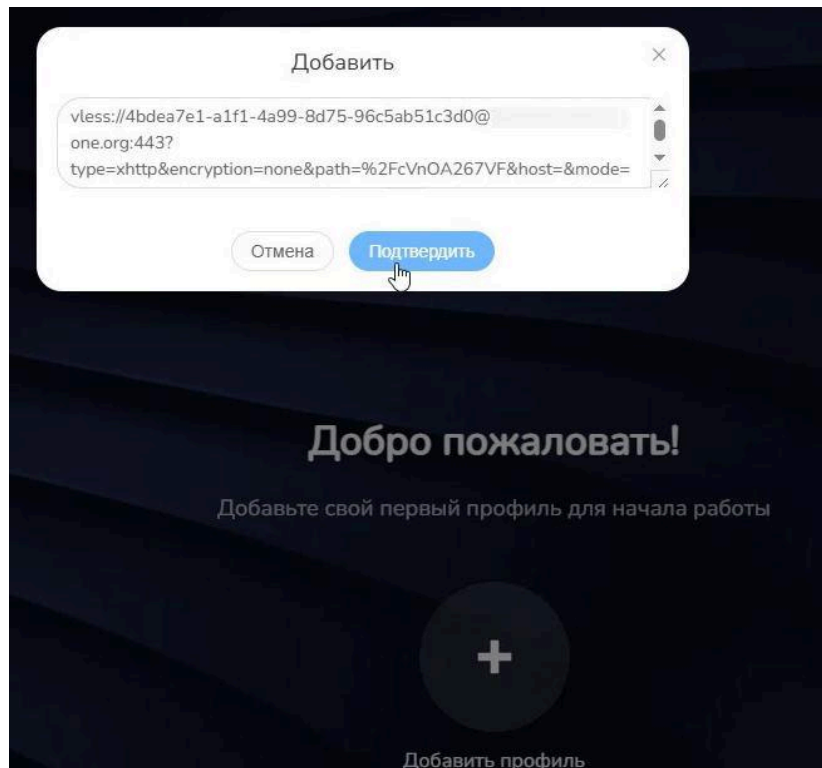 Добавить
vless://4bdea7e1-a1f1-4a99-8d75-96c5ab51c3d0@
one.org:443?
type=xhttp&encryption=none&path=%2FcVnOA267VF&host=&mode=
Отмена
Подтвердить
Добро пожаловать!
Добавьте свой первый профиль для начала работы
Добавить профиль